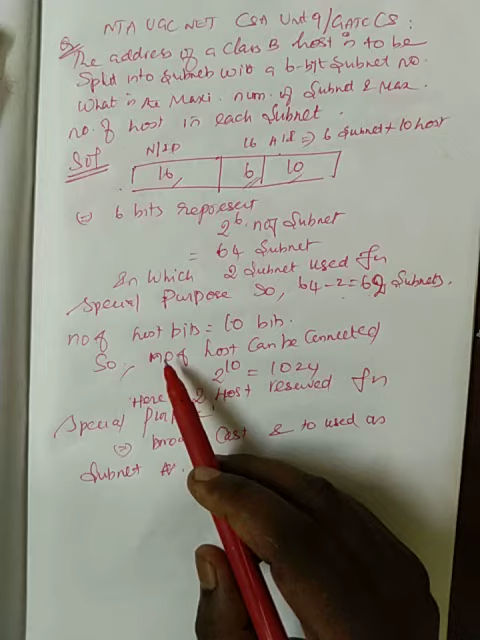 NTA UGC NET CSA Unit 9/GATE CS:
Q. The address of a class B host is to be
Split into Subnets with a 6-bit Subnet no.
What is the Maxi. num. of Subnet & Max.
no. of host in each Subnet.
Sol N/ID 16 H/ID => 6 Subnet + 10 host
16 6 10
6 bits represent
2^6 no of Subnet
= 64 Subnet
In which 2 Subnet used fn
Special Purpose So, 64-2=62 Subnets.
no of host bits = 10 bits.
So, no of host Can be Connected
2^10 = 1024
Here 2 Host reserved fn
Special
cast & to used as
Subnet